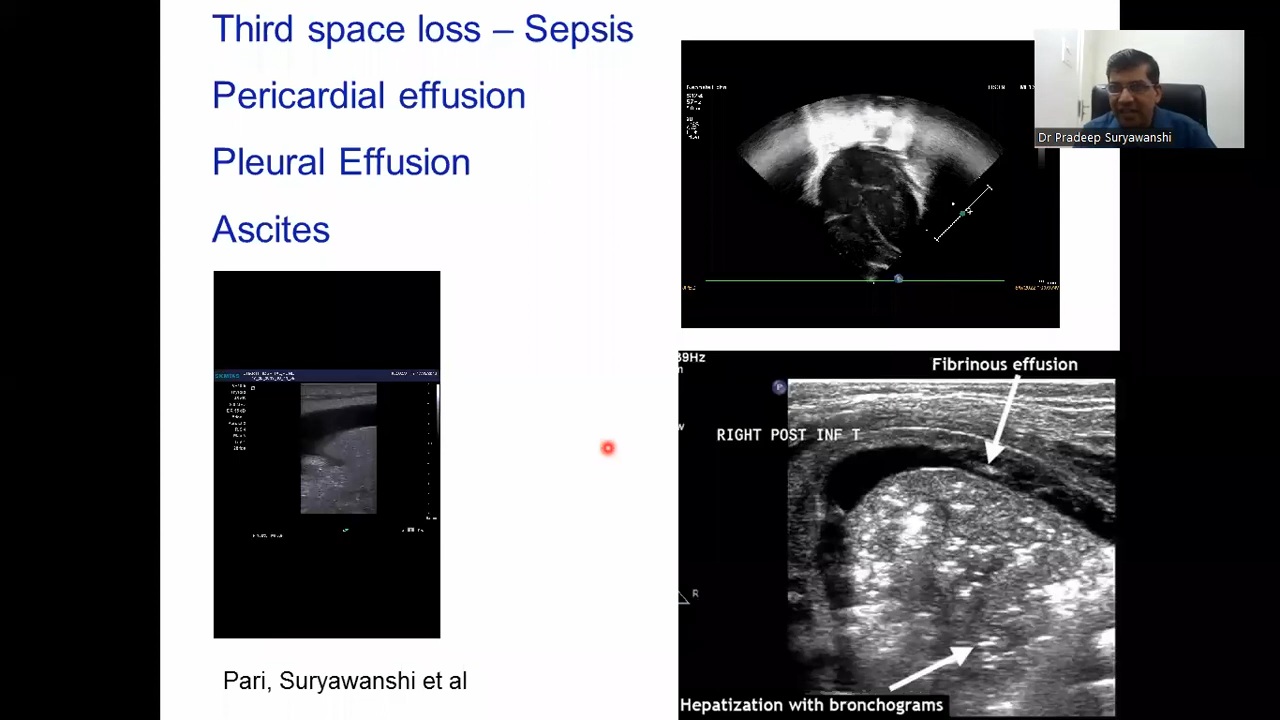 Third space loss – Sepsis
Pericardial effusion
Pleural Effusion
Ascites
Dr Pradeep Suryawanshi
39Hz
Fibrinous effusion
P
RIGHT POST INF T
R
Hepatization with bronchograms
Pari, Suryawanshi et al